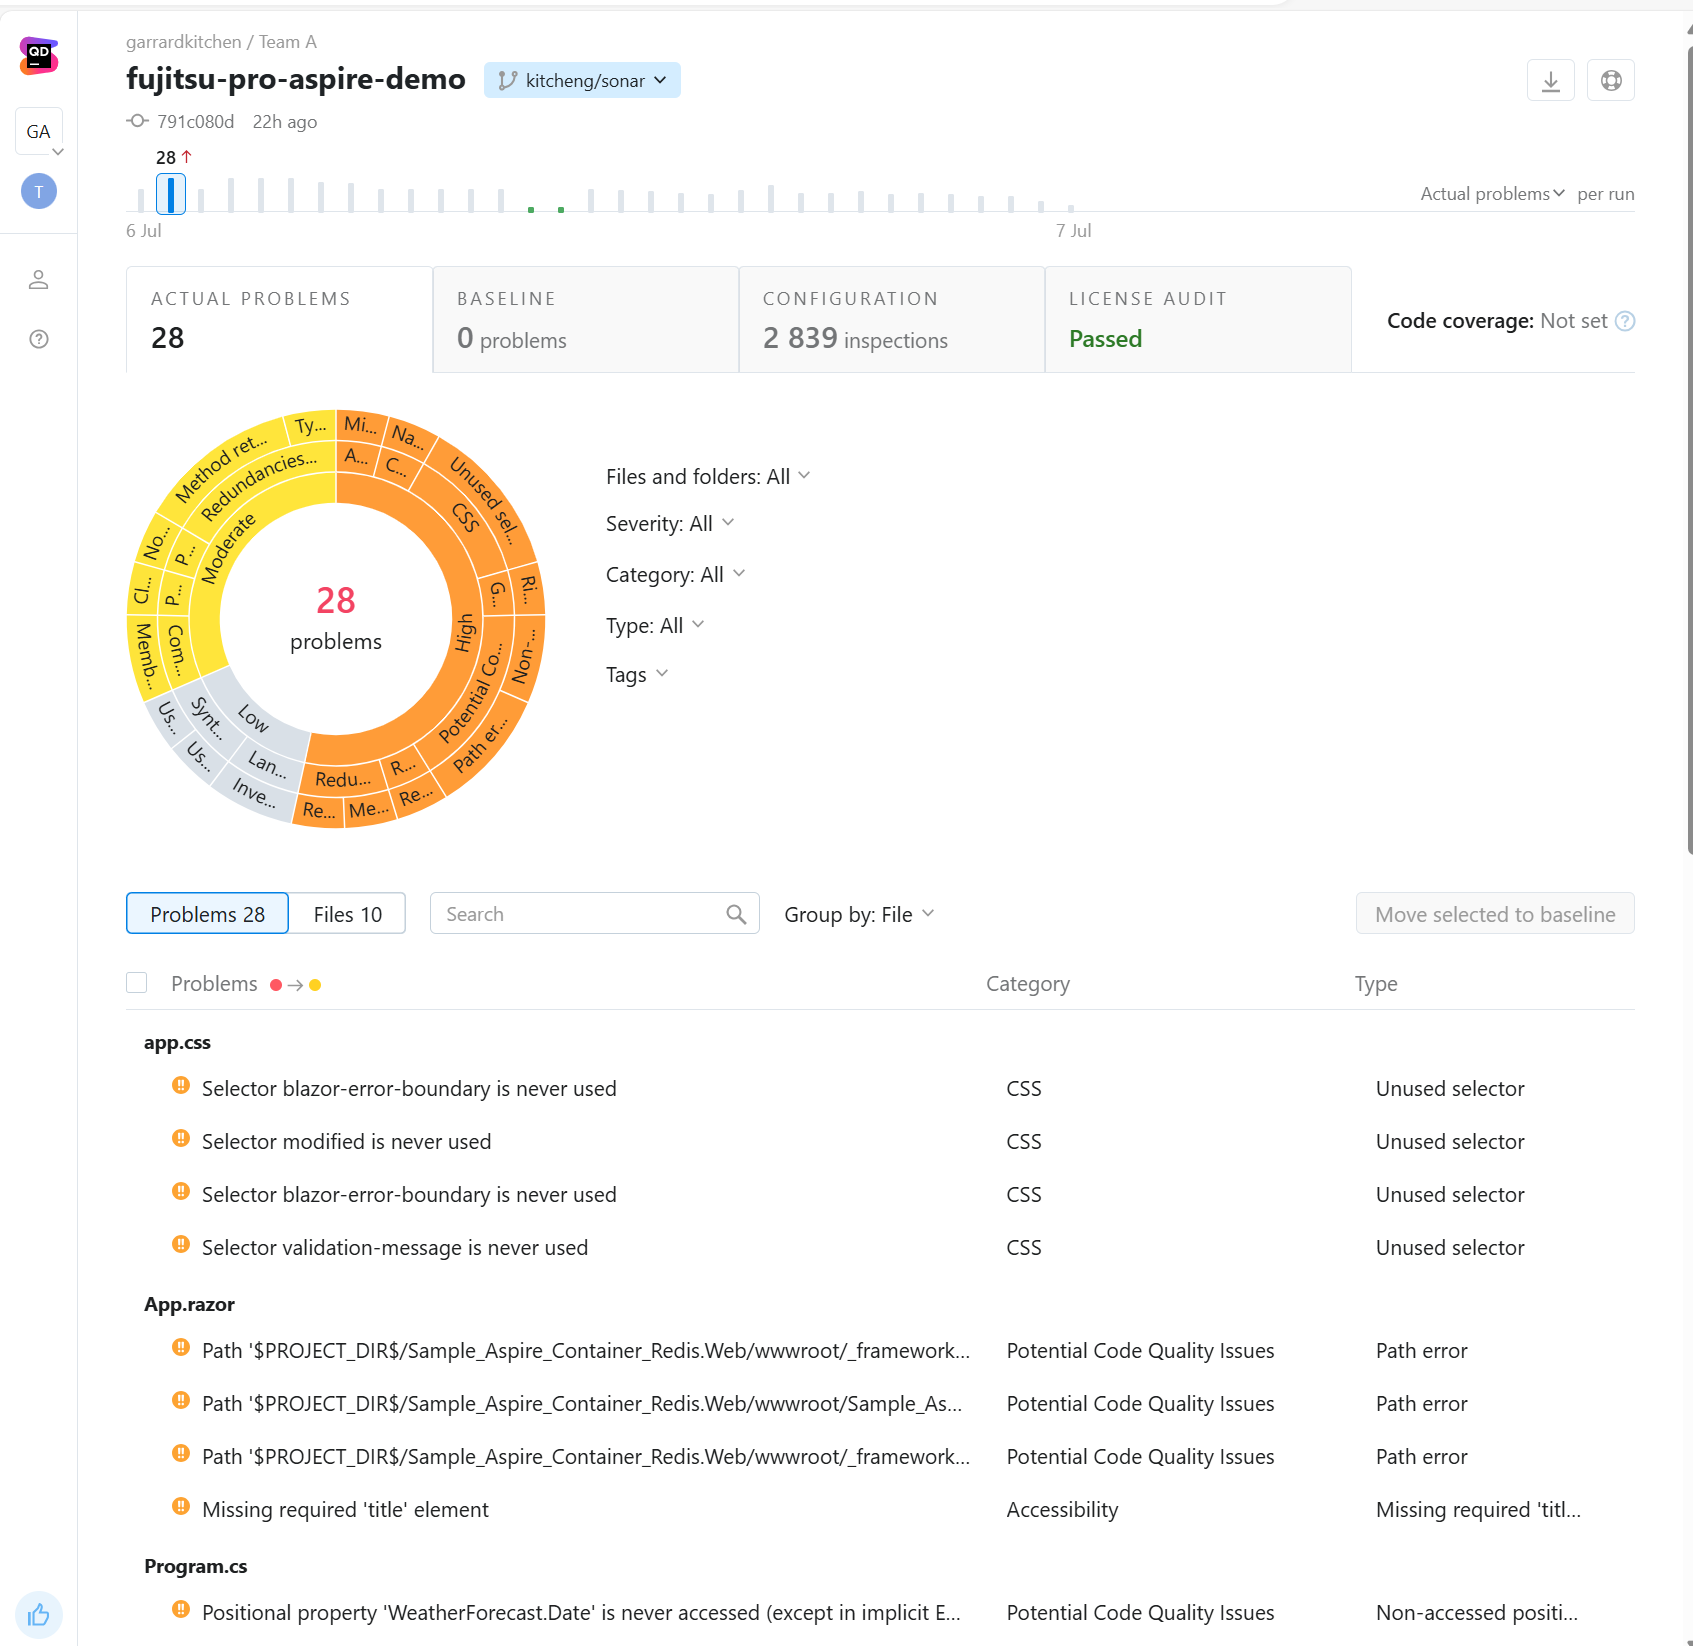 garrardkitchen / Team A
QD
fujitsu-pro-aspire-demo
kitcheng/sonar
GA
791c080d 22h ago
28
T
Actual problems per run
6 Jul
7 Jul
ACTUAL PROBLEMS
28
BASELINE
0 problems
CONFIGURATION
2 839 inspections
LICENSE AUDIT
Passed
Code coverage: Not set
Ty...
Mi...
Na...
Method ret...
Redundancies...
A...
C...
Unused sel...
CSS
Moderate
No...
P...
Cl...
P...
G...
Ri...
28
problems
High
Memb...
Com...
Non-...
Potential Co...
Path er...
Low
Us...
Synt...
Us...
Lan...
Inve...
Redu...
R...
Re...
Me...
Re...
Files and folders: All
Severity: All
Category: All
Type: All
Tags
Problems 28
Files 10
Search
Group by: File
Move selected to baseline
Problems
Category
Type
app.css
Selector blazor-error-boundary is never used CSS Unused selector
Selector modified is never used CSS Unused selector
Selector blazor-error-boundary is never used CSS Unused selector
Selector validation-message is never used CSS Unused selector
App.razor
Path '$PROJECT_DIR$/Sample_Aspire_Container_Redis.Web/wwwroot/_framework... Potential Code Quality Issues Path error
Path '$PROJECT_DIR$/Sample_Aspire_Container_Redis.Web/wwwroot/Sample_As... Potential Code Quality Issues Path error
Path '$PROJECT_DIR$/Sample_Aspire_Container_Redis.Web/wwwroot/_framework... Potential Code Quality Issues Path error
Missing required 'title' element Accessibility Missing required 'titl...
Program.cs
Positional property 'WeatherForecast.Date' is never accessed (except in implicit E... Potential Code Quality Issues Non-accessed positi...